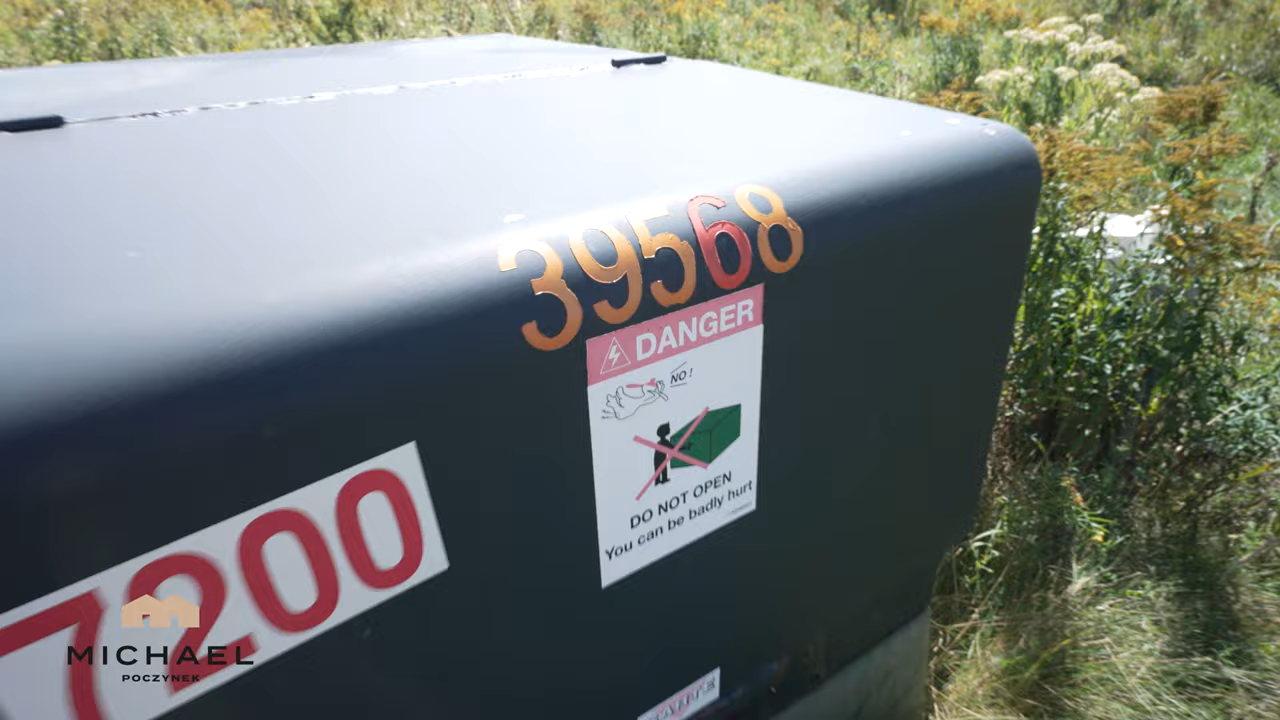 39568
DANGER
NO!
DO NOT OPEN
You can be badly hurt
7200
MICHAEL
POCZYNEK